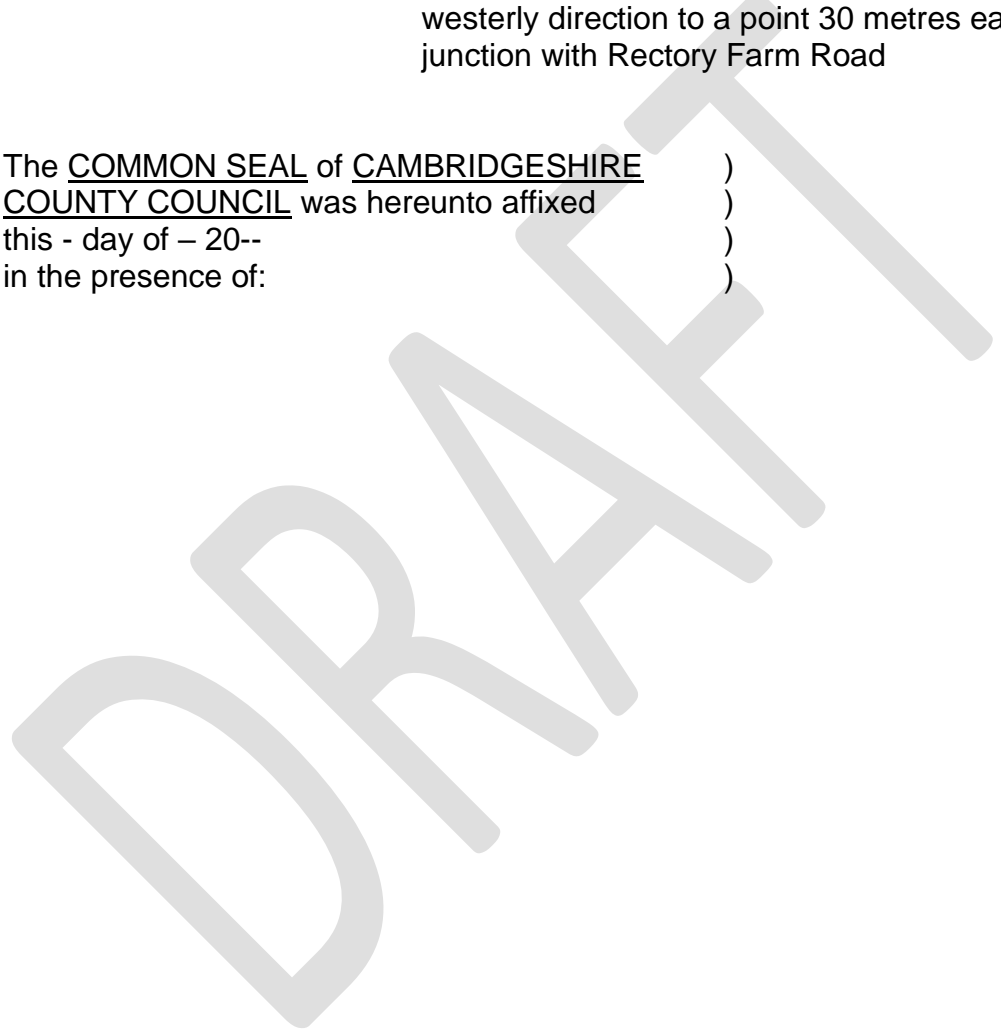 westerly direction to a point 30 metres
junction with Rectory Farm Road
The COMMON SEAL of CAMBRIDGESHIRE )
COUNTY COUNCIL was hereunto affixed )
this - day of – 20-- )
in the presence of: )
DRAFT